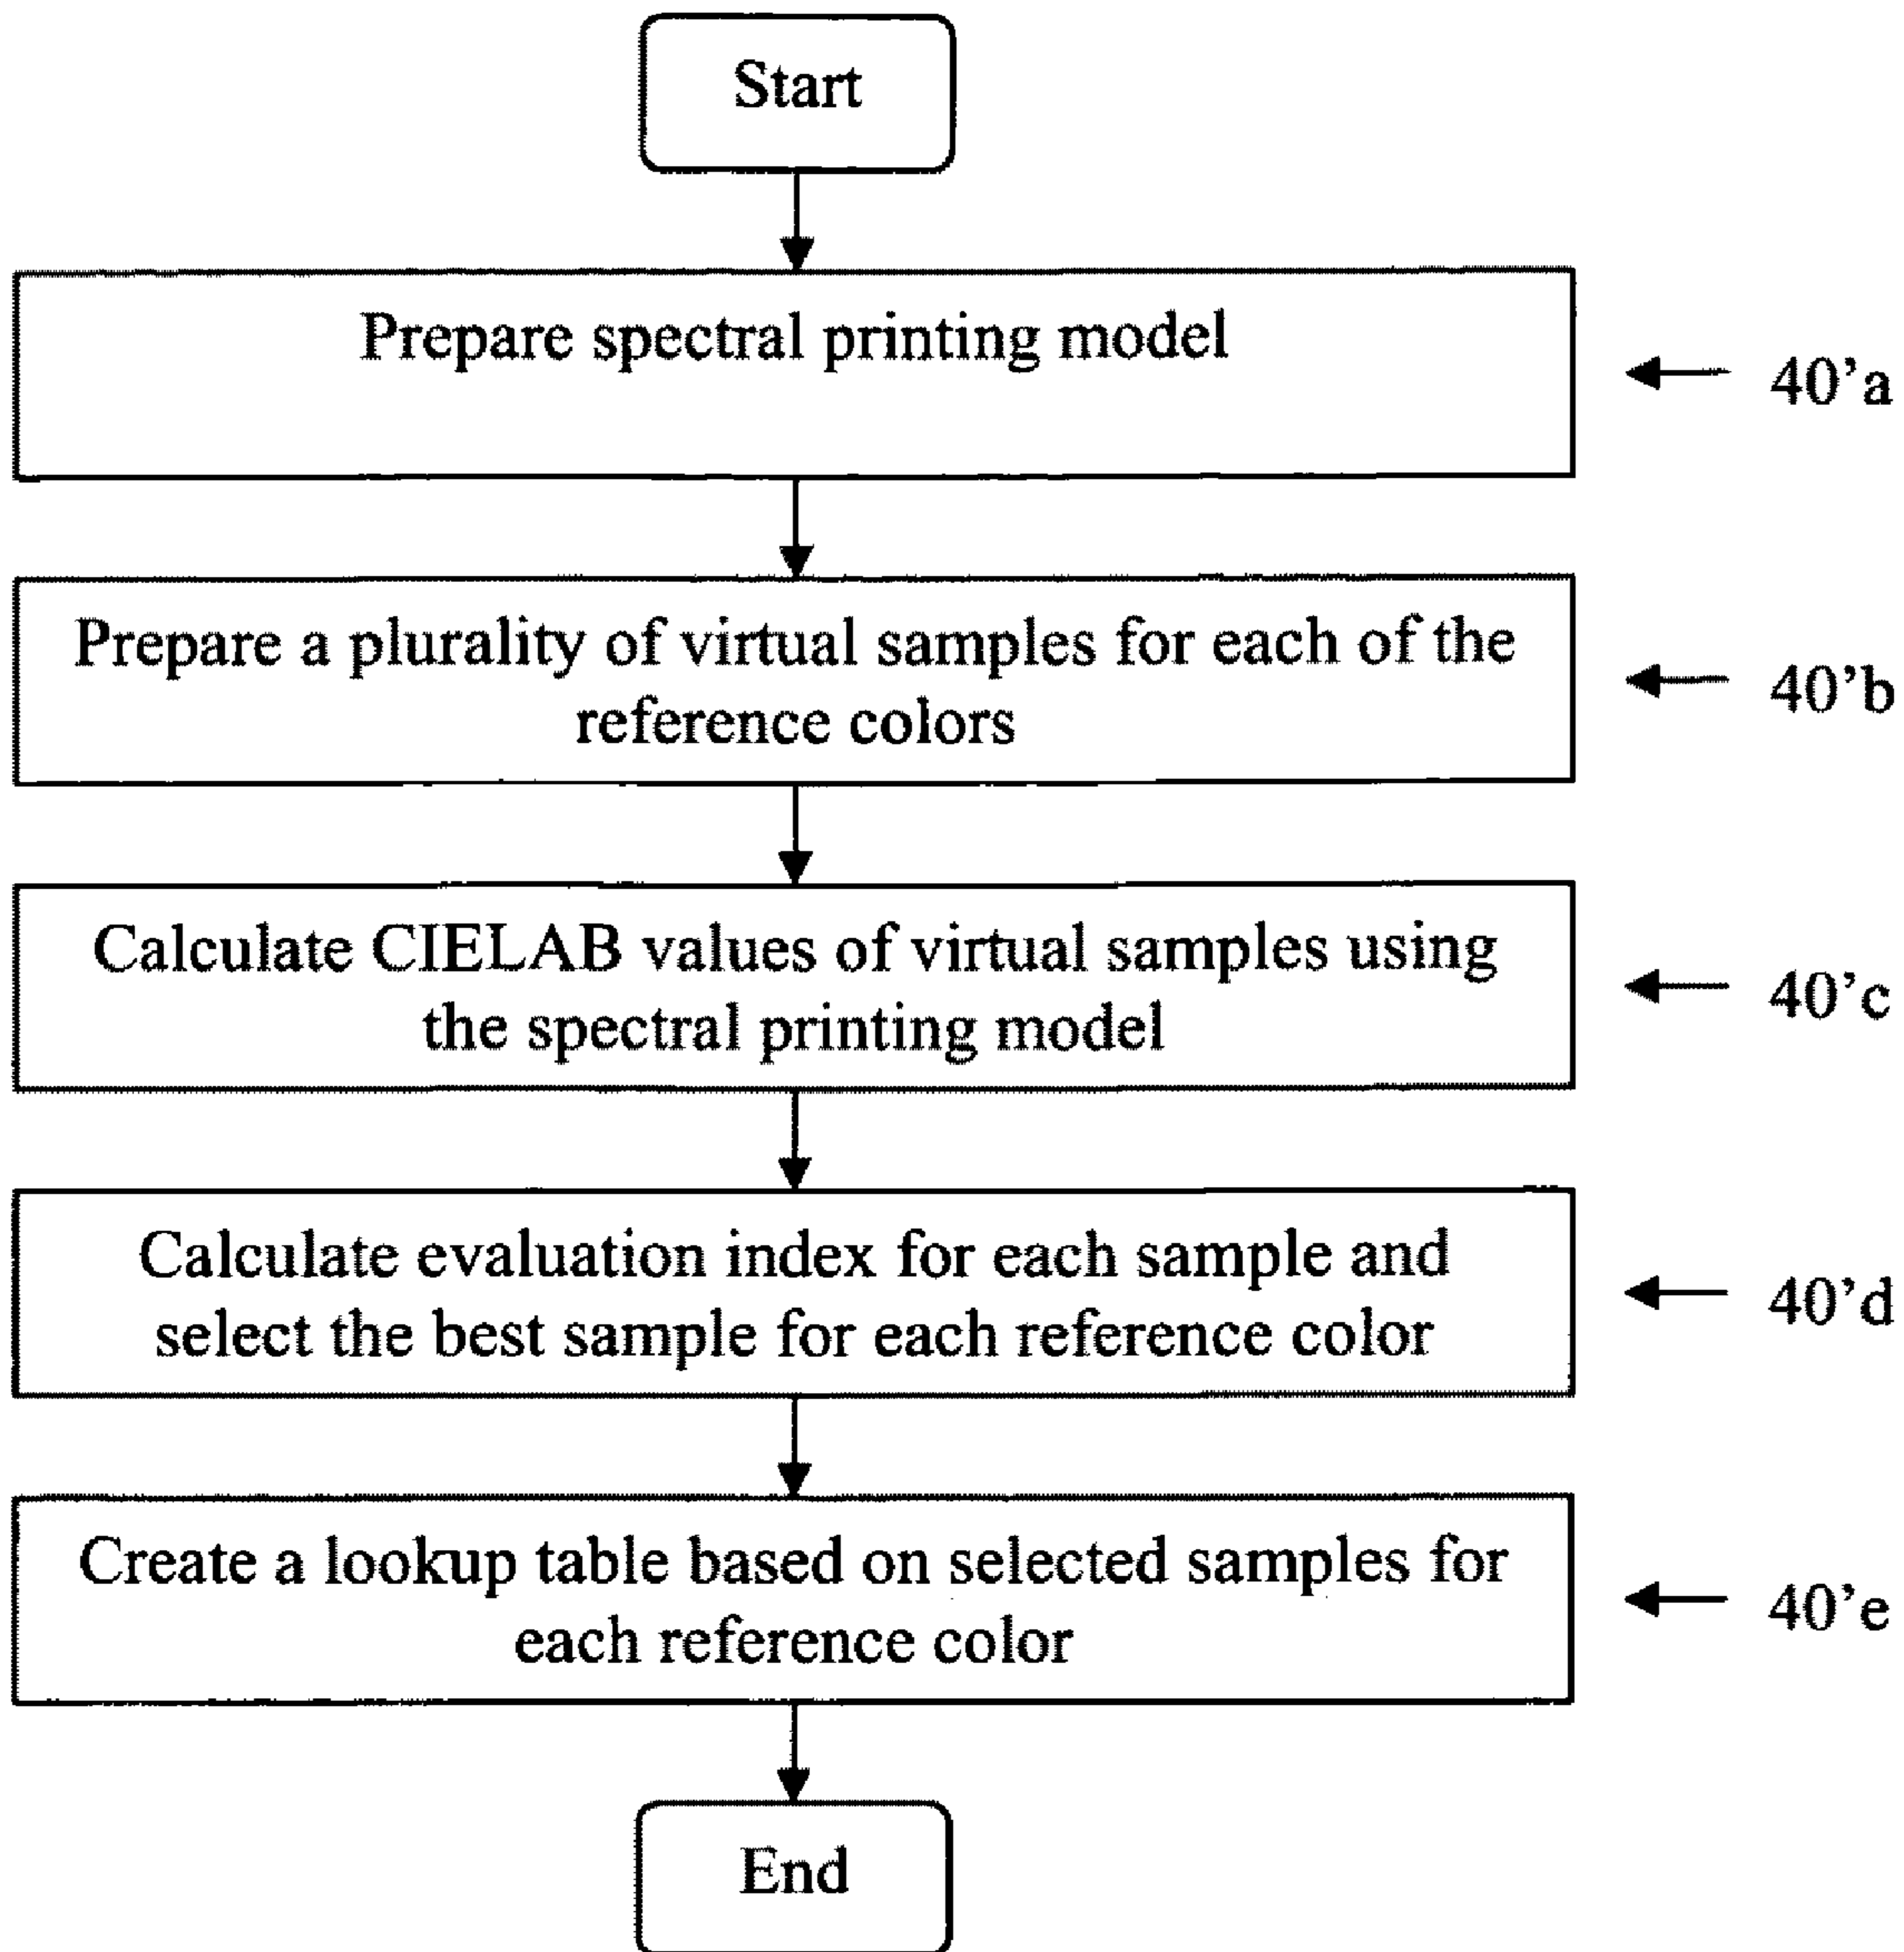 Start
Prepare spectral printing model
40’a
Prepare a plurality of virtual samples for each of the
reference colors
40’b
Calculate CIELAB values of virtual samples using
the spectral printing model
40’c
Calculate evaluation index for each sample and
select the best sample for each reference color
40’d
Create a lookup table based on selected samples for
each reference color
40’e
End